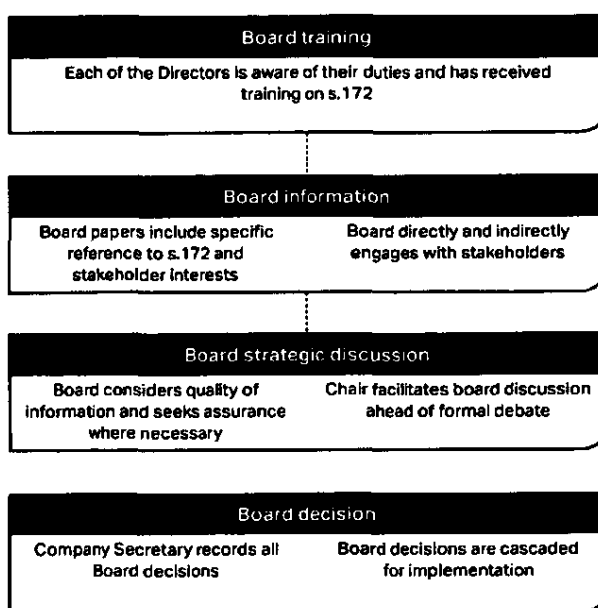 Board training
Each of the Directors is aware of their duties and has received
training on s.172
Board information
Board papers include specific
reference to s.172 and
stakeholder interests
Board directly and indirectly
engages with stakeholders
Board strategic discussion
Board considers quality of
information and seeks assurance
where necessary
Chair facilitates board discussion
ahead of formal debate
Board decision
Company Secretary records all
Board decisions
Board decisions are cascaded
for implementation